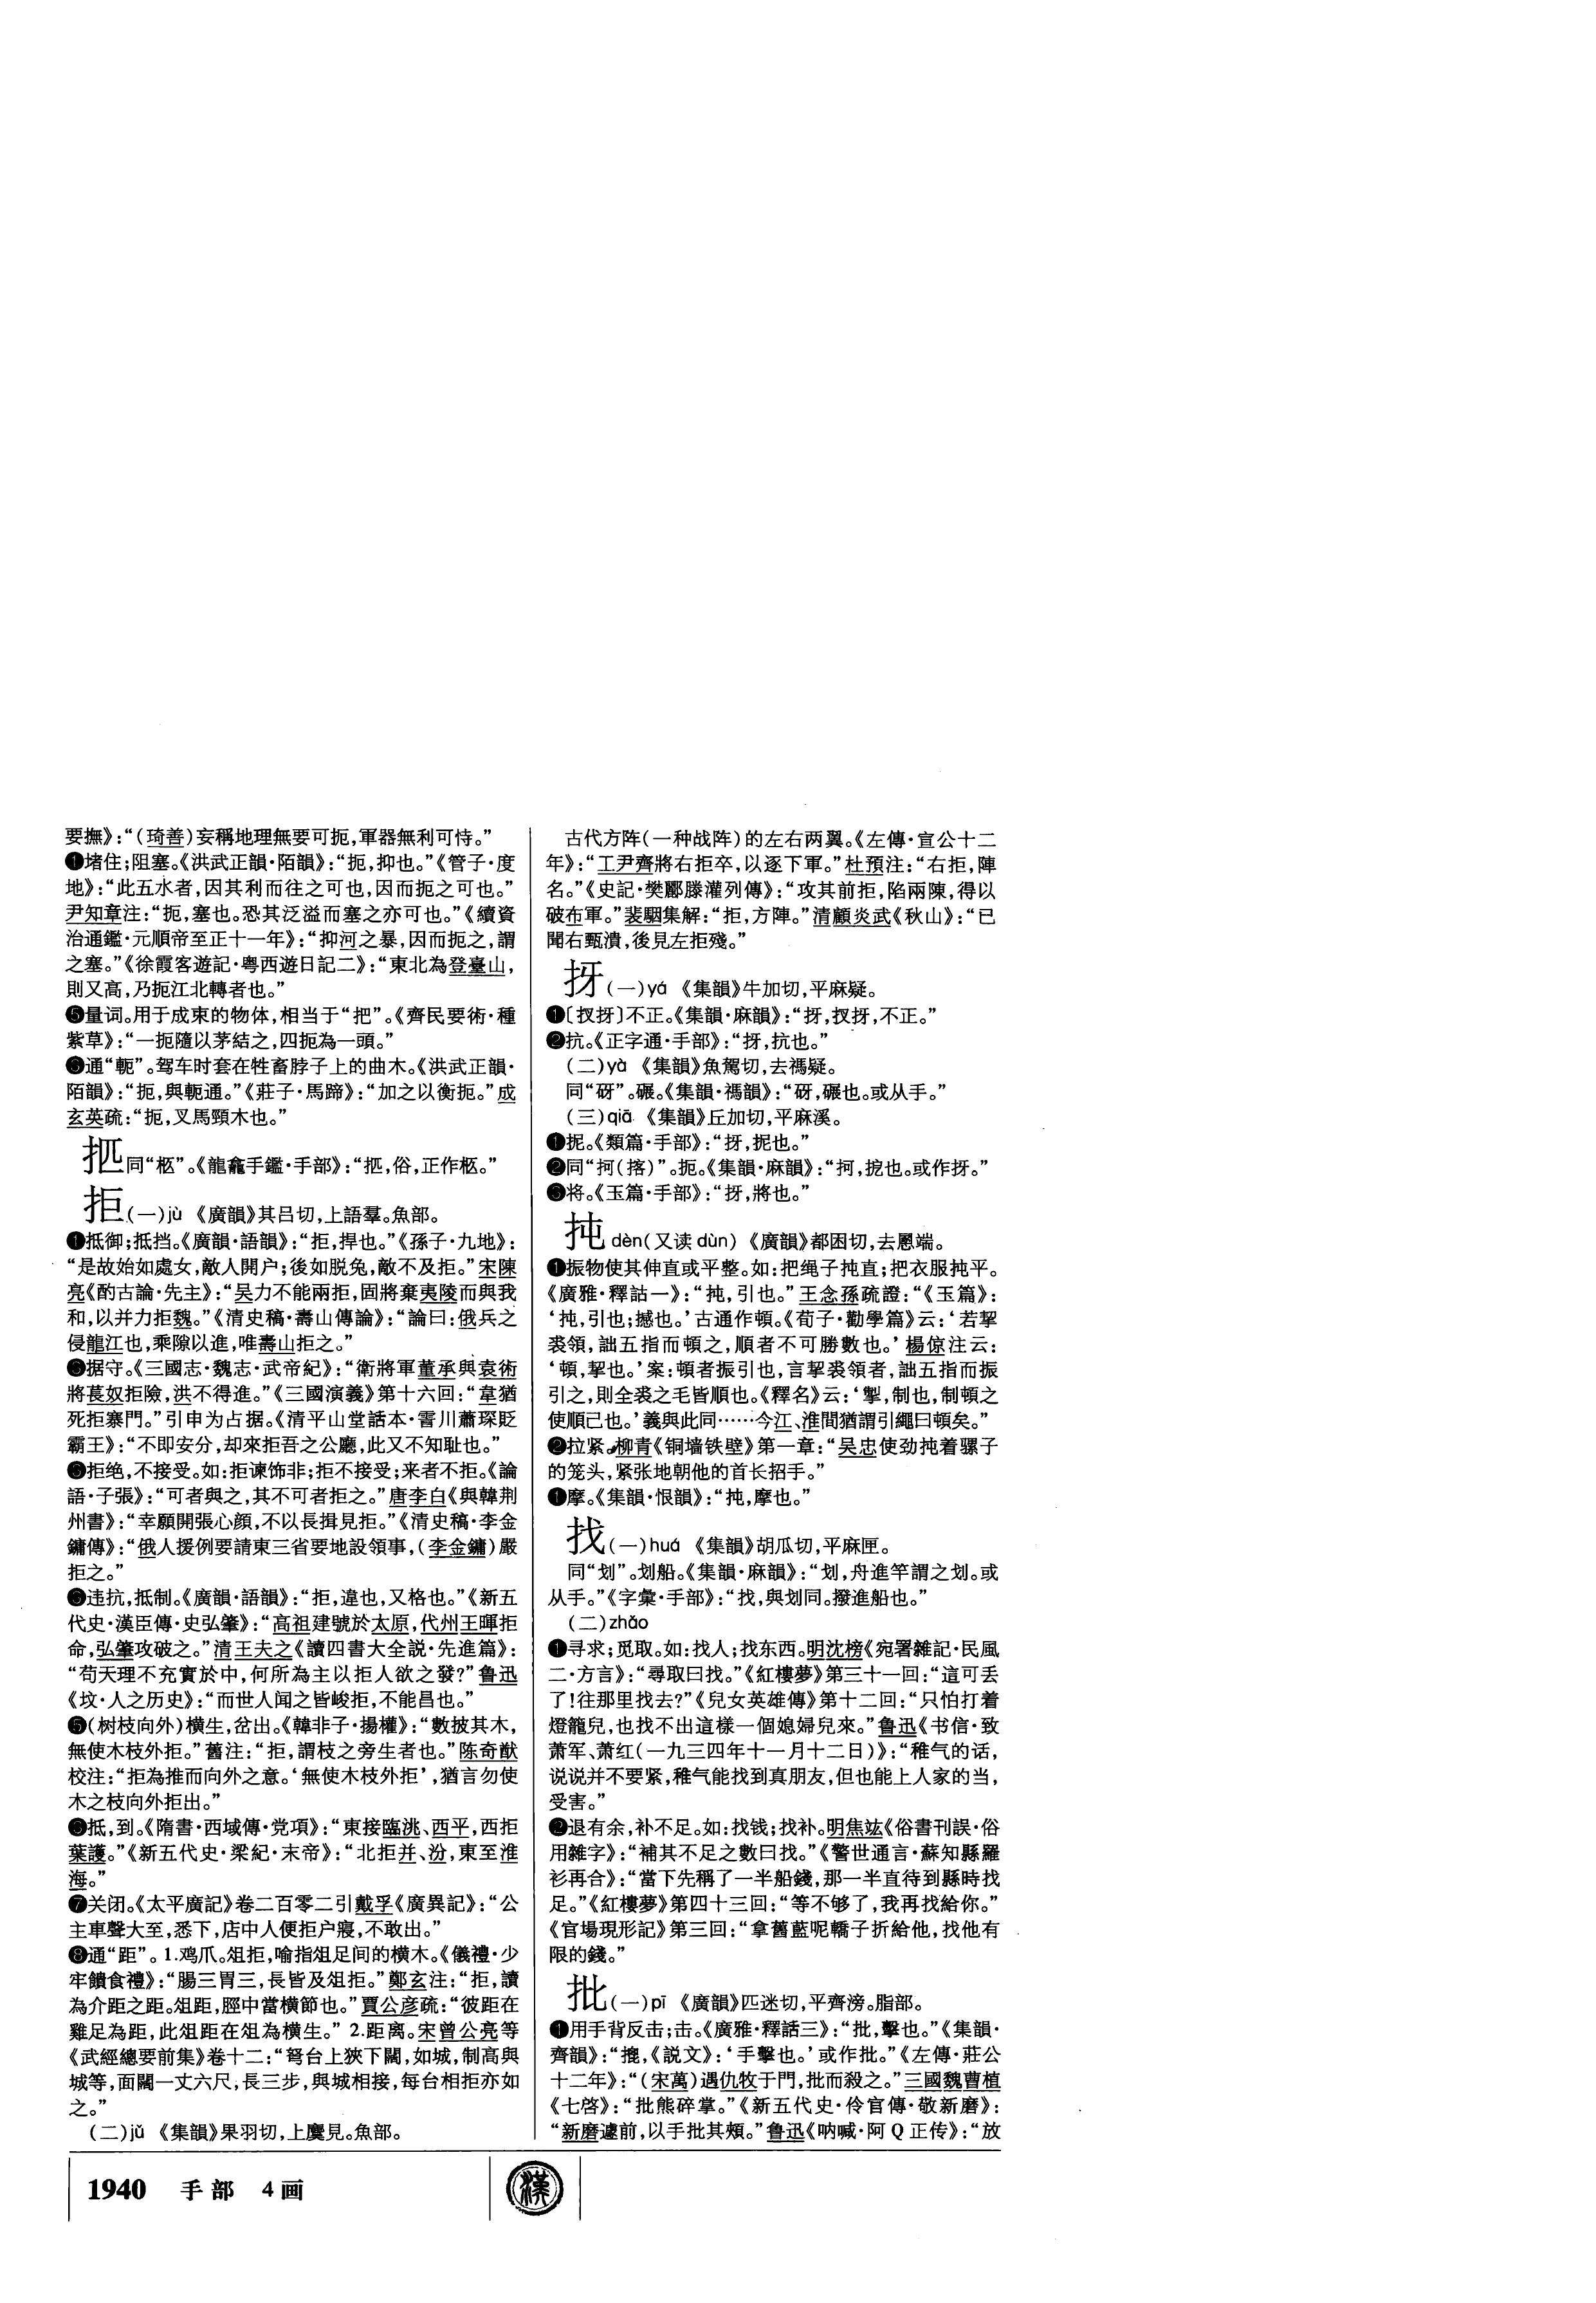 要撫》：“（琦善）妄稱地理無要可扼，軍器無利可恃。”
❹堵住；阻塞。《洪武正韻·陌韻》：“扼，抑也。”《管子·度
地》：“此五水者，因其利而往之可也，因而扼之可也。”
尹知章注：“扼，塞也。恐其泛溢而塞之亦可也。”《續資
治通鑑·元順帝至正十一年》：“抑河之暴，因而扼之，謂
之塞。”《徐霞客遊記·粤西遊日記二》：“東北為登臺山，
則又高，乃扼江北轉者也。”
❺量词。用于成束的物体，相当于“把”。《齊民要術·種
紫草》：“一扼隨以茅結之，四扼為一頭。”
❻通“軛”。驾车时套在牲畜脖子上的曲木。《洪武正韻·
陌韻》：“扼，與軛通。”《莊子·馬蹄》：“加之以衡扼。”成
玄英疏：“扼，叉馬頸木也。”
抸同“柩”。《龍龕手鑑·手部》：“抸，俗，正作柩。”
拒（一）jù 《廣韻》其吕切，上語羣。魚部。
❶抵御；抵挡。《廣韻·語韻》：“拒，捍也。”《孫子·九地》：
“是故始如處女，敵人開户；後如脱兔，敵不及拒。”宋陳
亮《酌古論·先主》：“吴力不能兩拒，固將棄夷陵而與我
和，以并力拒魏。”《清史稿·壽山傳論》：“論曰：俄兵之
侵龍江也，乘隙以進，唯壽山拒之。”
❷据守。《三國志·魏志·武帝紀》：“衛將軍董承與袁術
將萇奴拒險，洪不得進。”《三國演義》第十六回：“韋猶
死拒寨門。”引申为占据。《清平山堂話本·霅川蕭琛貶
霸王》：“不即安分，却來拒吾之公廳，此又不知耻也。”
❸拒绝，不接受。如：拒谏饰非；拒不接受；来者不拒。《論
語·子張》：“可者與之，其不可者拒之。”唐李白《與韓荆
州書》：“幸願開張心顔，不以長揖見拒。”《清史稿·李金
鏞傳》：“俄人援例要請東三省要地設領事，（李金鏞）嚴
拒之。”
❹违抗，抵制。《廣韻·語韻》：“拒，違也，又格也。”《新五
代史·漢臣傳·史弘肇》：“高祖建號於太原，代州王暉拒
命，弘肇攻破之。”清王夫之《讀四書大全説·先進篇》：
“苟天理不充實於中，何所為主以拒人欲之發？”鲁迅
《坟·人之历史》：“而世人闻之皆峻拒，不能昌也。”
❺（树枝向外）横生，岔出。《韓非子·揚權》：“數披其木，
無使木枝外拒。”舊注：“拒，謂枝之旁生者也。”陈奇猷
校注：“拒為推而向外之意。‘無使木枝外拒’，猶言勿使
木之枝向外拒出。”
❻抵，到。《隋書·西域傳·党項》：“東接臨洮、西平，西拒
葉護。”《新五代史·梁紀·末帝》：“北拒并、汾，東至淮
海。”
❼关闭。《太平廣記》卷二百零二引戴孚《廣異記》：“公
主車聲大至，悉下，店中人便拒户寢，不敢出。”
❽通“距”。1.鸡爪。俎拒，喻指俎足间的横木。《儀禮·少
牢饋食禮》：“腸三胃三，長皆及俎拒。”鄭玄注：“拒，讀
為介距之距。俎距，脛中當横節也。”賈公彦疏：“彼距在
雞足為距，此俎距在俎為横生。” 2.距离。宋曾公亮等
《武經總要前集》卷十二：“弩台上狹下闊，如城，制高與
城等，面闊一丈六尺，長三步，與城相接，每台相拒亦如
之。”
（二）jǔ 《集韻》果羽切，上麌見。魚部。
古代方阵（一种战阵）的左右两翼。《左傳·宣公十二
年》：“工尹齊將右拒卒，以逐下軍。”杜預注：“右拒，陣
名。”《史記·樊酈滕灌列傳》：“攻其前拒，陷兩陳，得以
破布軍。”裴駰集解：“拒，方陣。”清顧炎武《秋山》：“已
聞右甄潰，後見左拒殘。”
抲（一）yá 《集韻》牛加切，平麻疑。
❶〔扠抲〕不正。《集韻·麻韻》：“抲，扠抲，不正。”
❷抗。《正字通·手部》：“抲，抗也。”
（二）yà 《集韻》魚駕切，去禡疑。
同“砑”。碾。《集韻·禡韻》：“砑，碾也。或从手。”
（三）qiā 《集韻》丘加切，平麻溪。
❶扼。《類篇·手部》：“抲，扼也。”
❷同“抲（揢）”。扼。《集韻·麻韻》：“抲，挖也。或作抲。”
❸将。《玉篇·手部》：“抲，將也。”
扽 dèn（又读 dùn） 《廣韻》都困切，去慁端。
❶振物使其伸直或平整。如：把绳子扽直；把衣服扽平。
《廣雅·釋詁一》：“扽，引也。”王念孫疏證：“《玉篇》：
‘扽，引也；撼也。’古通作頓。《荀子·勸學篇》云：‘若挈
裘領，詘五指而頓之，順者不可勝數也。’楊倞注云：
‘頓，挈也。’案：頓者振引也，言挈裘領者，詘五指而振
引之，則全裘之毛皆順也。《釋名》云：‘掣，制也，制頓之
使順己也。’義與此同……今江、淮間猶謂引繩曰頓矣。”
❷拉紧。柳青《铜墙铁壁》第一章：“吴忠使劲扽着骡子
的笼头，紧张地朝他的首长招手。”
❸摩。《集韻·恨韻》：“扽，摩也。”
找（一）huá 《集韻》胡瓜切，平麻匣。
同“划”。划船。《集韻·麻韻》：“划，舟進竿謂之划。或
从手。”《字彙·手部》：“找，與划同。撥進船也。”
（二）zhǎo
❶寻求；觅取。如：找人；找东西。明沈榜《宛署雜記·民風
二·方言》：“尋取曰找。”《紅樓夢》第三十一回：“這可丢
了！往那里找去？”《兒女英雄傳》第十二回：“只怕打着
燈籠兒，也找不出這樣一個媳婦兒來。”鲁迅《书信·致
萧军、萧红（一九三四年十一月十二日）》：“稚气的话，
说说并不要紧，稚气能找到真朋友，但也能上人家的当，
受害。”
❷退有余，补不足。如：找钱；找补。明焦竑《俗書刊誤·俗
用雜字》：“補其不足之數曰找。”《警世通言·蘇知縣羅
衫再合》：“當下先稱了一半船錢，那一半直待到縣時找
足。”《紅樓夢》第四十三回：“等不够了，我再找給你。”
《官場現形記》第三回：“拿舊藍呢轎子折給他，找他有
限的錢。”
批（一）pī 《廣韻》匹迷切，平齊滂。脂部。
❶用手背反击；击。《廣雅·釋詁三》：“批，擊也。”《集韻·
齊韻》：“㨽，《説文》：‘手擊也。’或作批。”《左傳·莊公
十二年》：“（宋萬）遇仇牧于門，批而殺之。”三國魏曹植
《七啓》：“批熊碎掌。”《新五代史·伶官傳·敬新磨》：
“新磨遽前，以手批其頰。”鲁迅《呐喊·阿Q正传》：“放
1940 手部 4画
漢